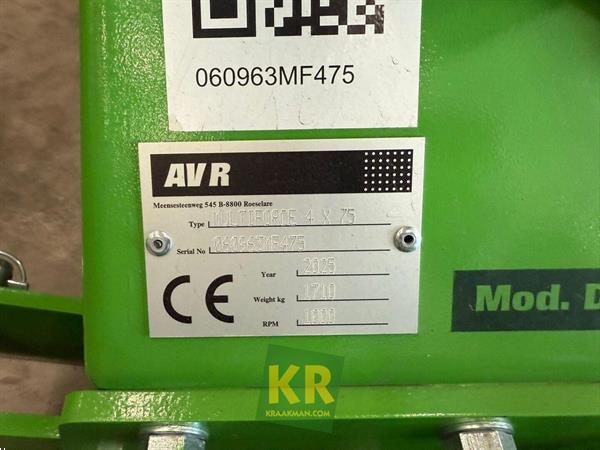 060963MF475
AVR
Meensesteenweg 545 B-8800 Roeselare
Type MULTIFORCE 4 X 75
Serial No 060963MF475
Year 2025
CE Weight kg 1710
RPM 1000
Mod. D
KR
KRAAKMAN.COM